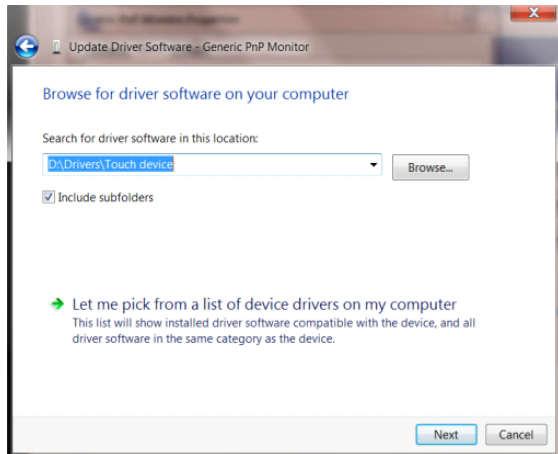 Update Driver Software - Generic PnP Monitor
Browse for driver software on your computer
Search for driver software in this location:
D:\Drivers\Touch device
Browse...
Include subfolders
Let me pick from a list of device drivers on my computer
This list will show installed driver software compatible with the device, and all
driver software in the same category as the device.
Next
Cancel